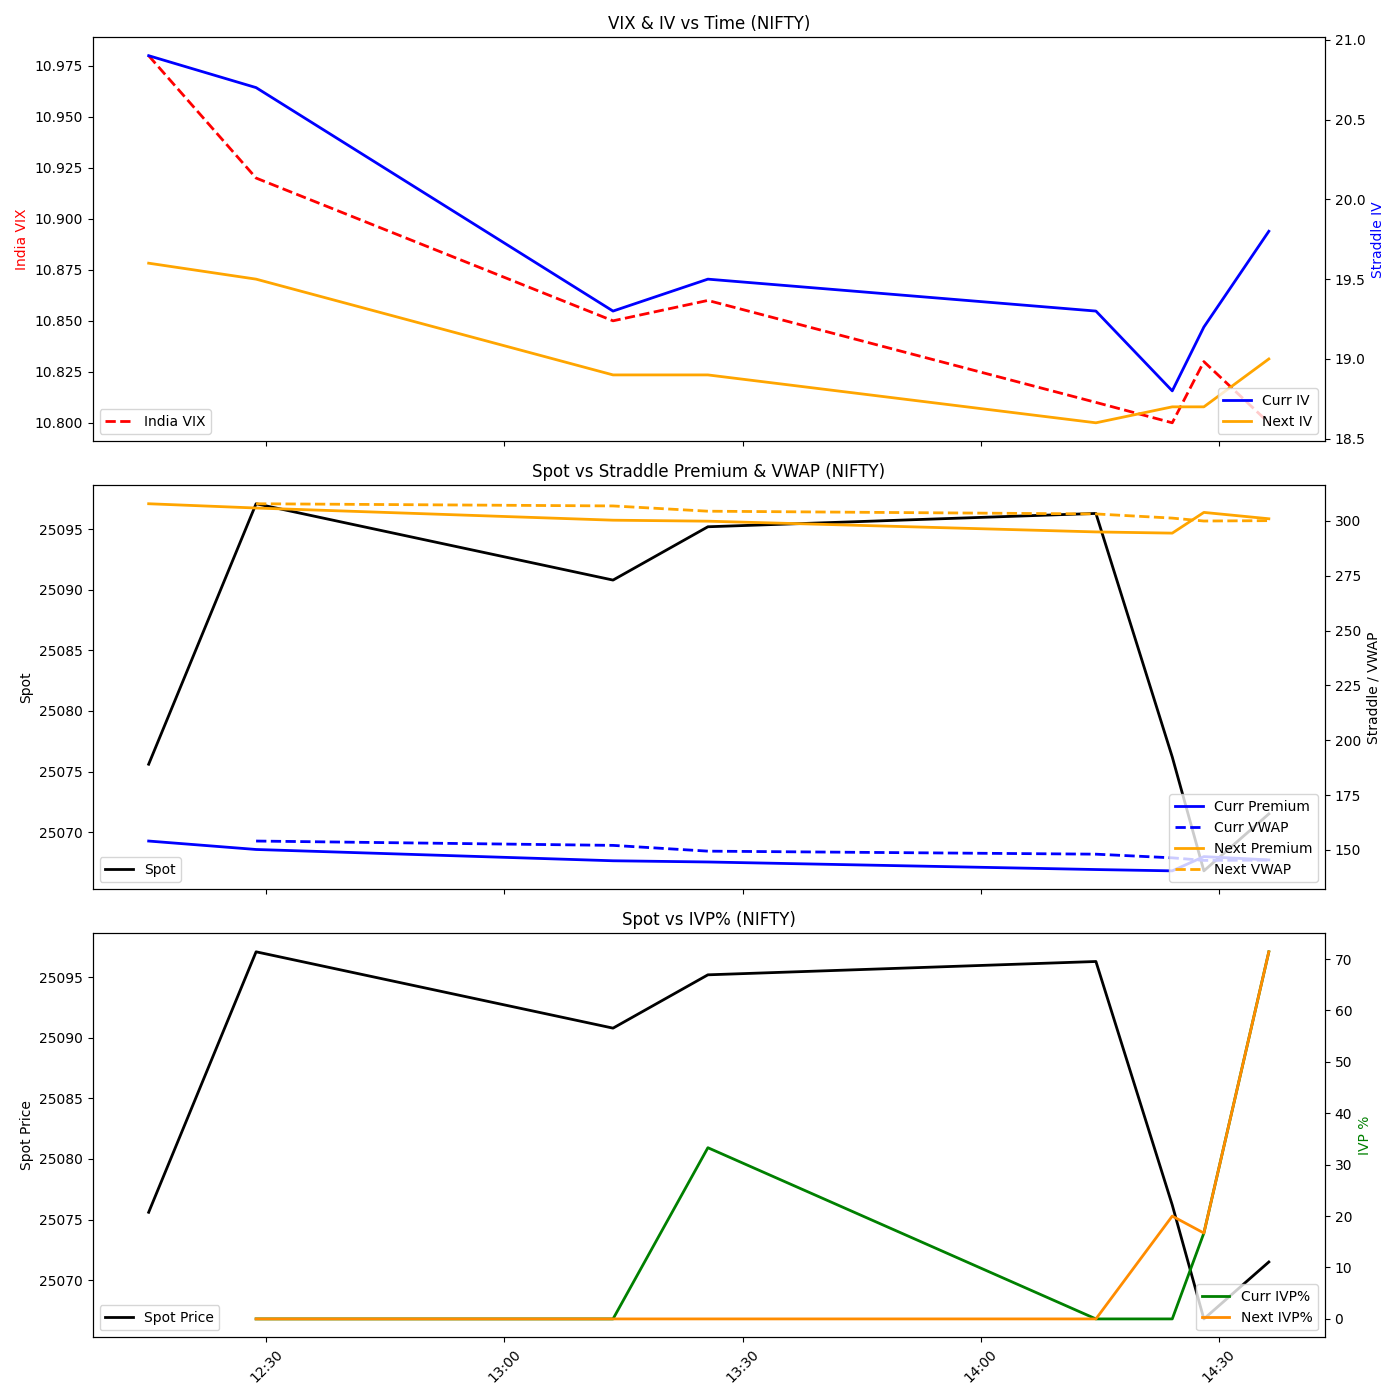 VIX & IV vs Time (NIFTY)
21.0
10.975
10.950
20.5
10.925
20.0
10.900
India VIX
Straddle IV
10.875
19.5
10.850
19.0
10.825
Curr IV
10.800
India VIX
Next IV
18.5
Spot vs Straddle Premium & VWAP (NIFTY)
25095
300
25090
275
25085
250
Spot
Straddle / VWAP
225
25080
200
25075
175
Curr Premium
25070
Curr VWAP
150
Next Premium
Spot
Next VWAP
Spot vs IVP% (NIFTY)
25095
70
60
25090
50
25085
40
Spot Price
IVP %
25080
30
25075
20
25070
10
Curr IVP%
Spot Price
Next IVP%
0
12:30
13:00
13:30
14:00
14:30